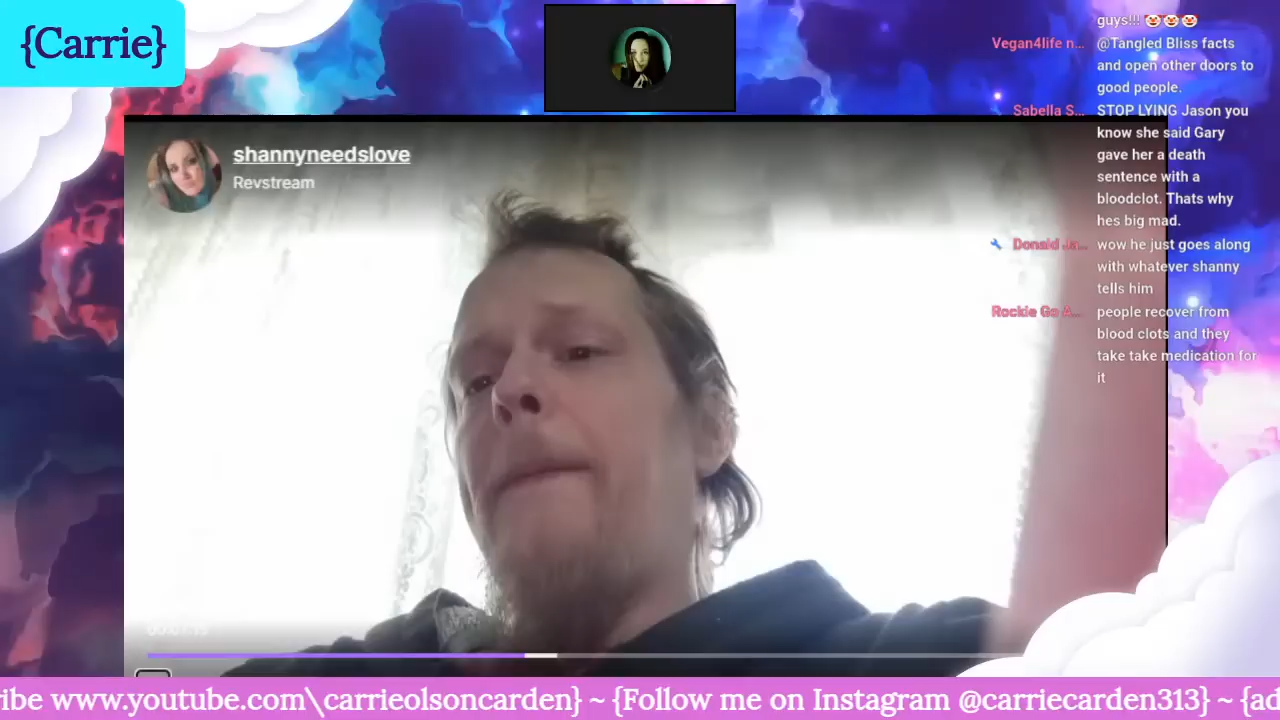 {Carrie}
shannyneedslove
Revstream
guys!!! 🤡🤡🤡
Vegan4life n... @Tangled Bliss facts
and open other doors to
good people.
Sabella S... STOP LYING Jason you
know she said Gary
gave her a death
sentence with a
bloodclot. Thats why
hes big mad.
Donald Ja... wow he just goes along
with whatever shanny
tells him
Rockie Go A... people recover from
blood clots and they
take take medication for
it
ribe www.youtube.com\carrieolsoncarden} ~ {Follow me on Instagram @carriecarden313} ~ {ad